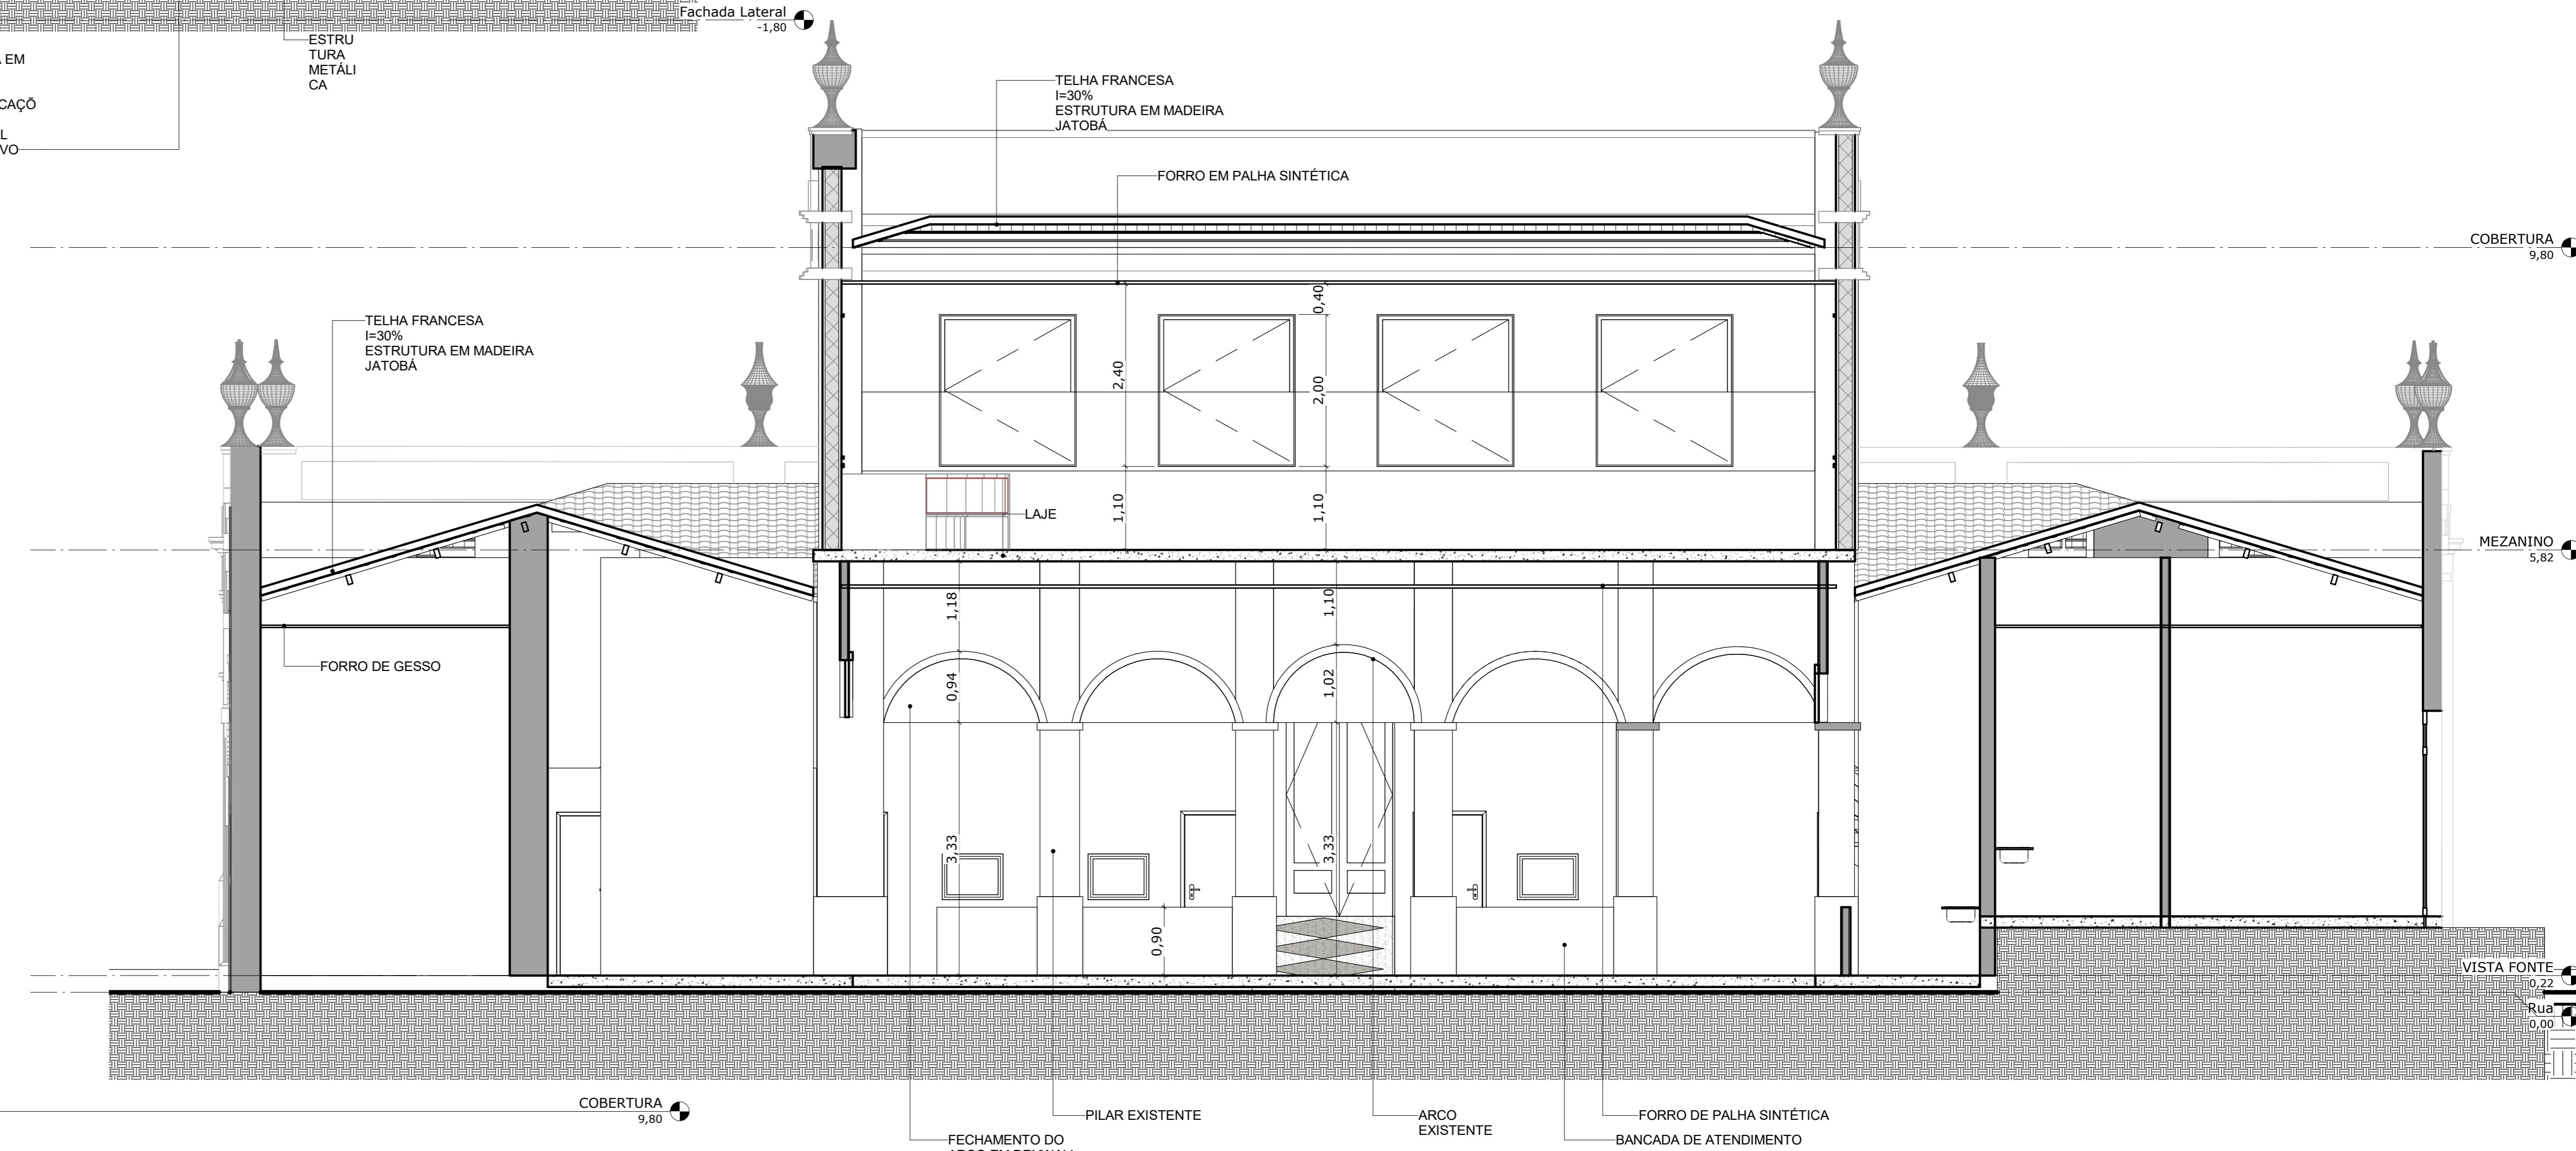 Fachada Lateral
-1,80
ESTRU
TURA
METÁLI
CA
EM
CAÇÕ
L
VO
TELHA FRANCESA
I=30%
ESTRUTURA EM MADEIRA
JATOBÁ
FORRO EM PALHA SINTÉTICA
COBERTURA
9,80
TELHA FRANCESA
I=30%
ESTRUTURA EM MADEIRA
JATOBÁ
0,40
2,40
2,00
1,10
1,10
LAJE
MEZANINO
5,82
1,18
1,10
FORRO DE GESSO
0,94
1,02
3,33
3,33
0,90
VISTA FONTE
0,22
Rua
0,00
COBERTURA
9,80
PILAR EXISTENTE
ARCO
EXISTENTE
FORRO DE PALHA SINTÉTICA
FECHAMENTO DO
BANCADA DE ATENDIMENTO